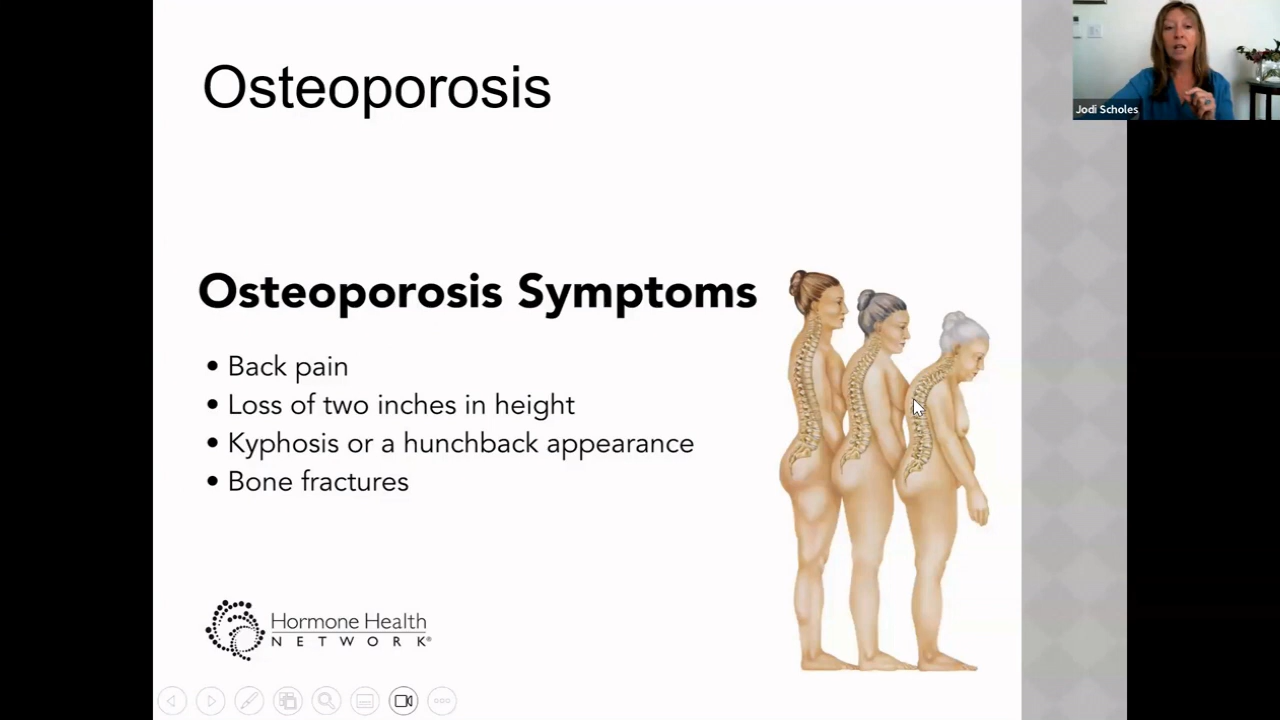 Osteoporosis
Jodi Scholes
Osteoporosis Symptoms
• Back pain
• Loss of two inches in height
• Kyphosis or a hunchback appearance
• Bone fractures
Hormone Health
NETWORK®